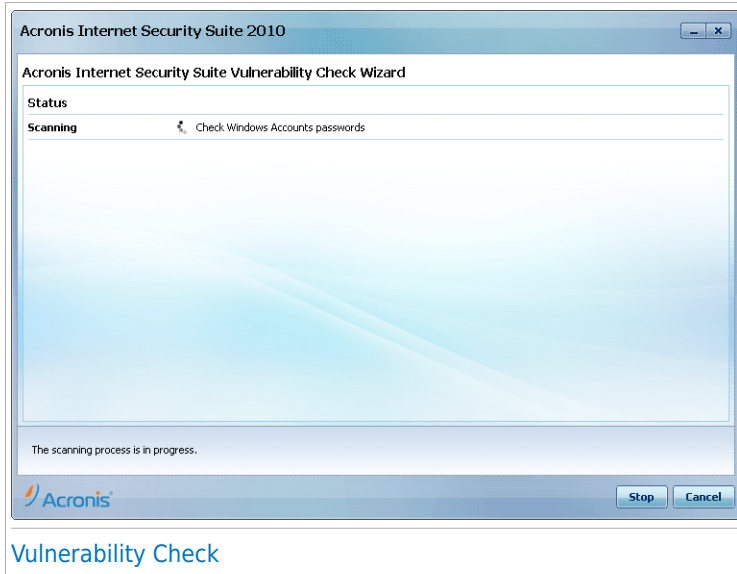 Acronis Internet Security Suite 2010
Acronis Internet Security Suite Vulnerability Check Wizard
Status
Scanning Check Windows Accounts passwords
The scanning process is in progress.
Acronis
Stop Cancel
Vulnerability Check